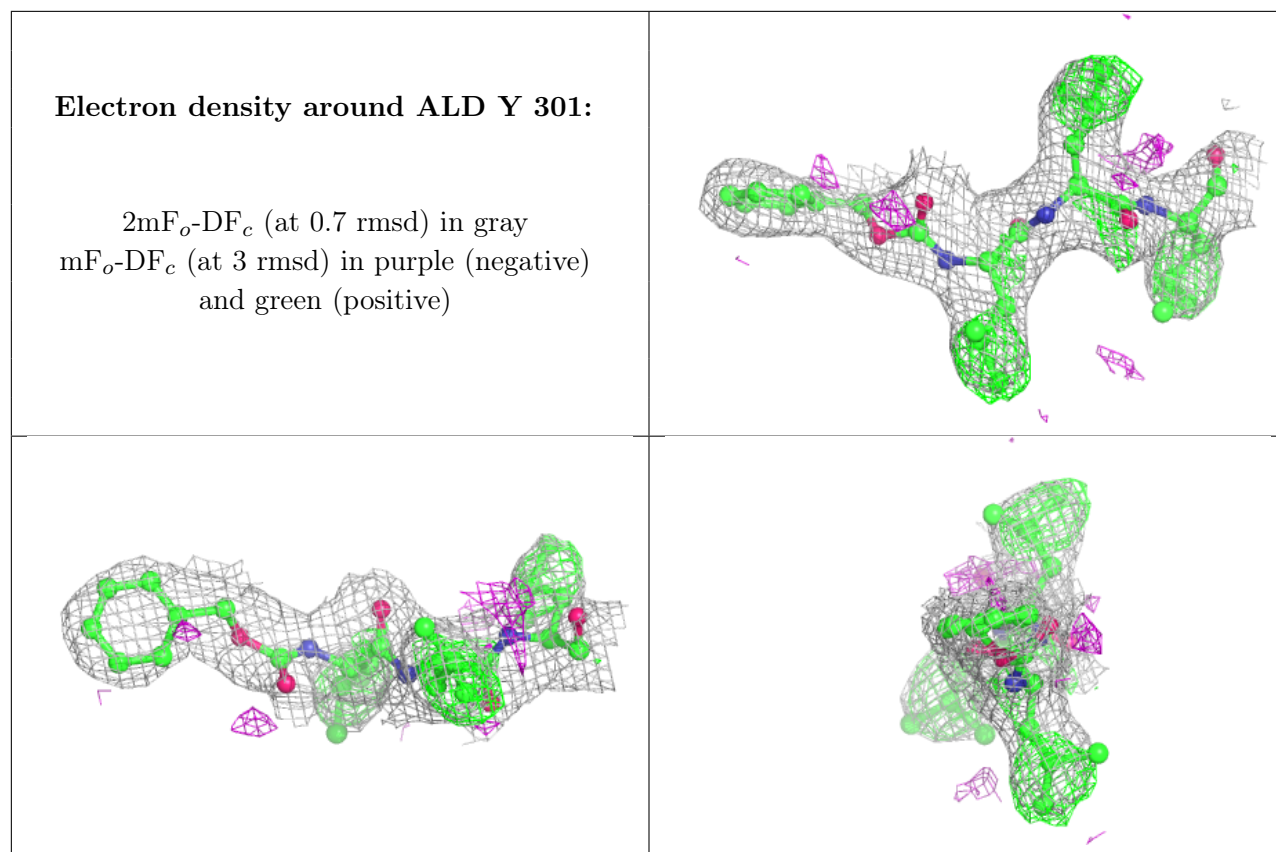 Electron density around ALD Y 301:
2mFo-DFc (at 0.7 rmsd) in gray
mFo-DFc (at 3 rmsd) in purple (negative)
and green (positive)